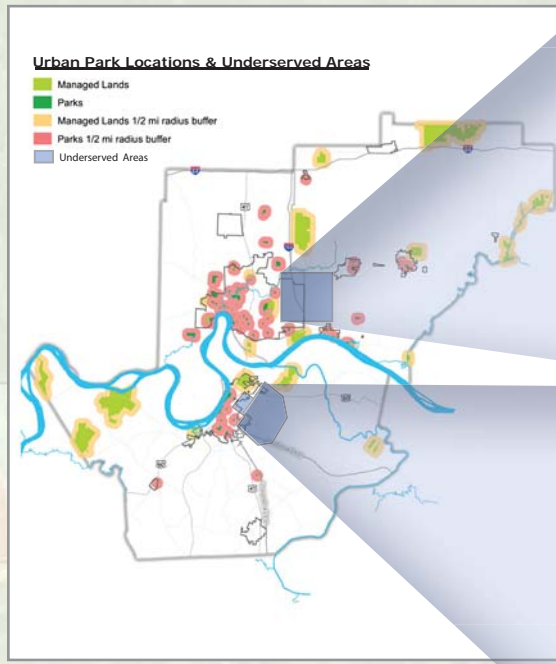 Urban Park Locations & Underserved Areas
Managed Lands
Parks
Managed Lands 1/2 mi radius buffer
Parks 1/2 mi radius buffer
Underserved Areas
41